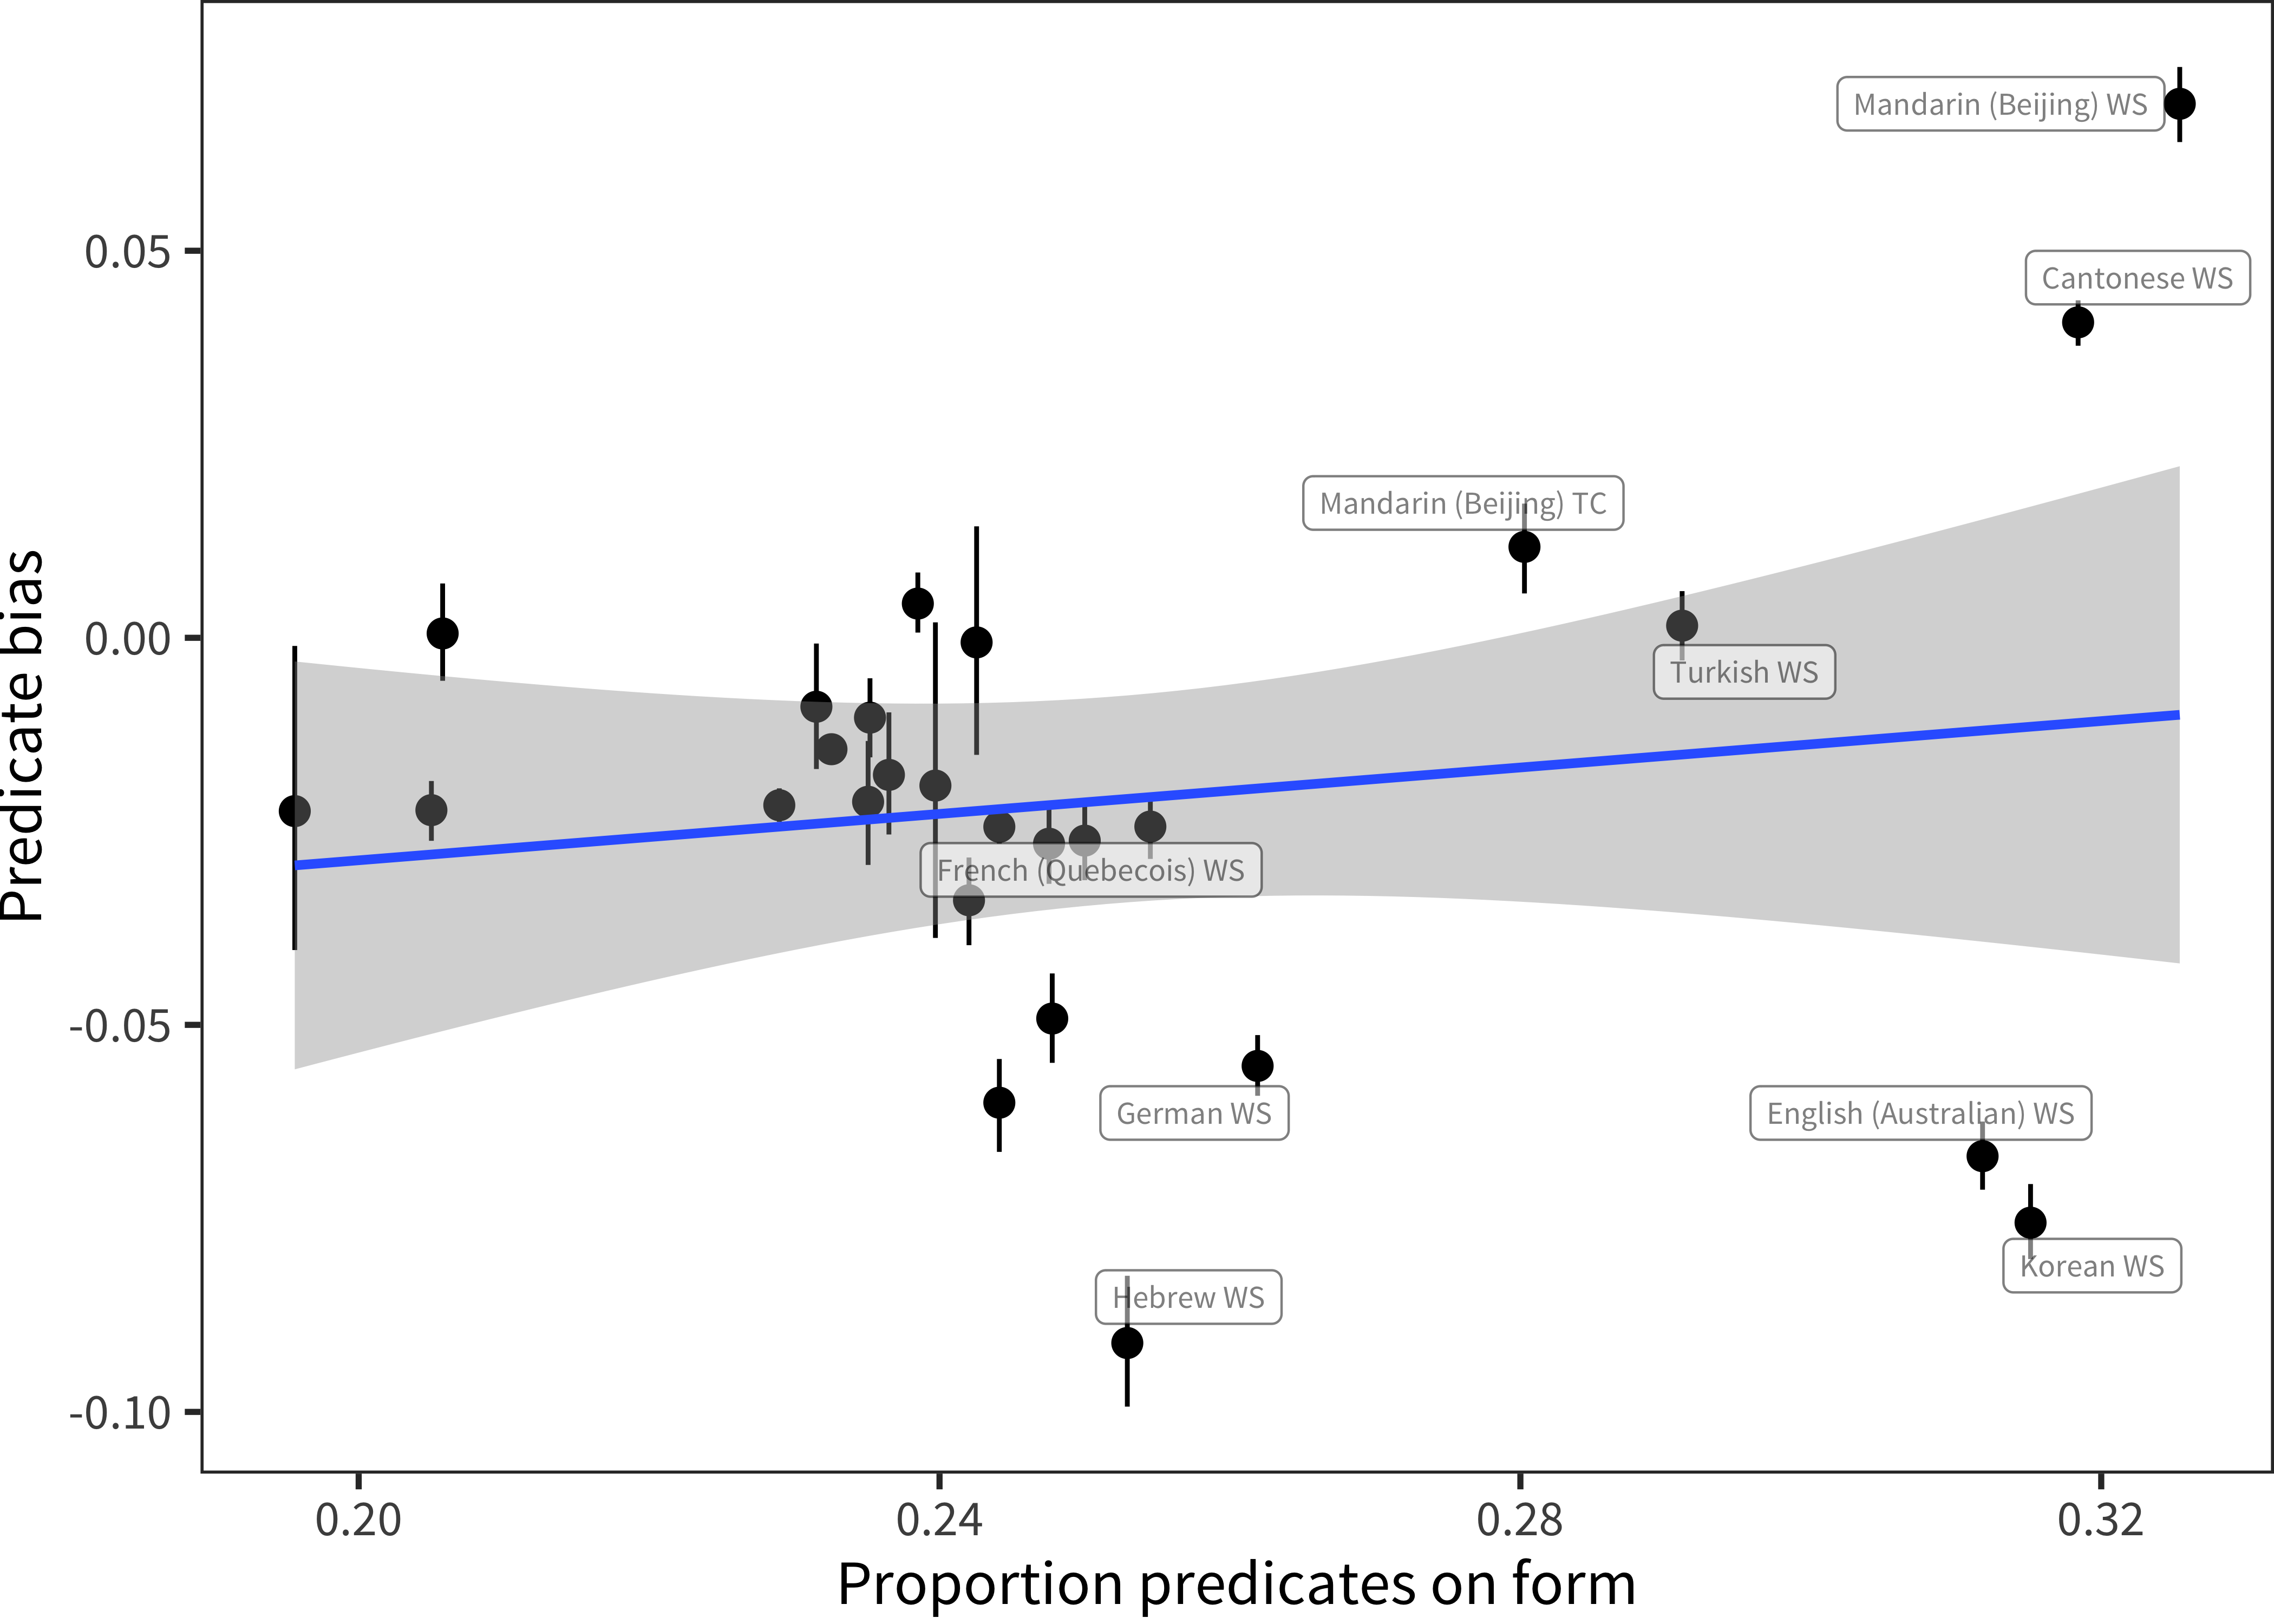 Mandarin (Beijing) WS
0.05
Cantonese WS
Mandarin (Beijing) TC
0.00
Turkish WS
Predicate bias
French (Quebecois) WS
-0.05
German WS
English (Australian) WS
Korean WS
Hebrew WS
-0.10
0.20 0.24 0.28 0.32
Proportion predicates on form